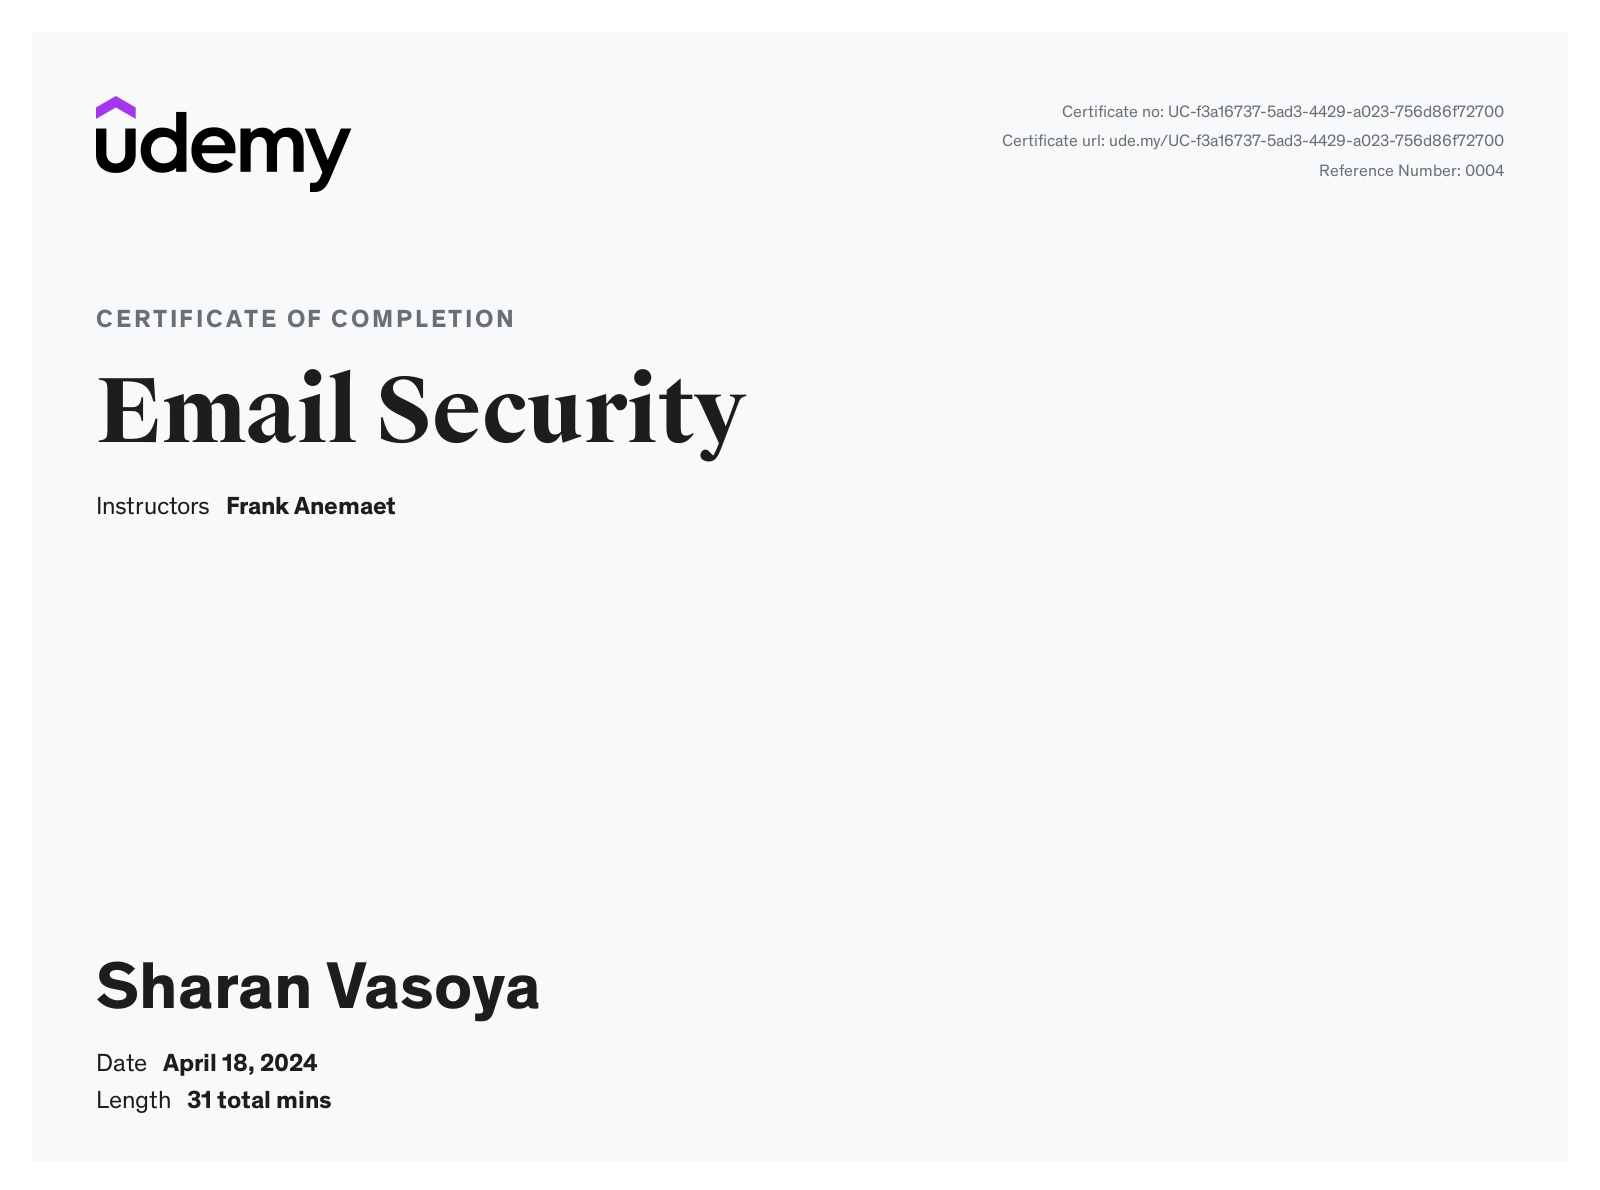 udemy
Certificate no: UC-f3a16737-5ad3-4429-a023-756d86f72700
Certificate url: ude.my/UC-f3a16737-5ad3-4429-a023-756d86f72700
Reference Number: 0004
CERTIFICATE OF COMPLETION
Email Security
Instructors Frank Anemaet
Sharan Vasoya
Date April 18, 2024
Length 31 total mins